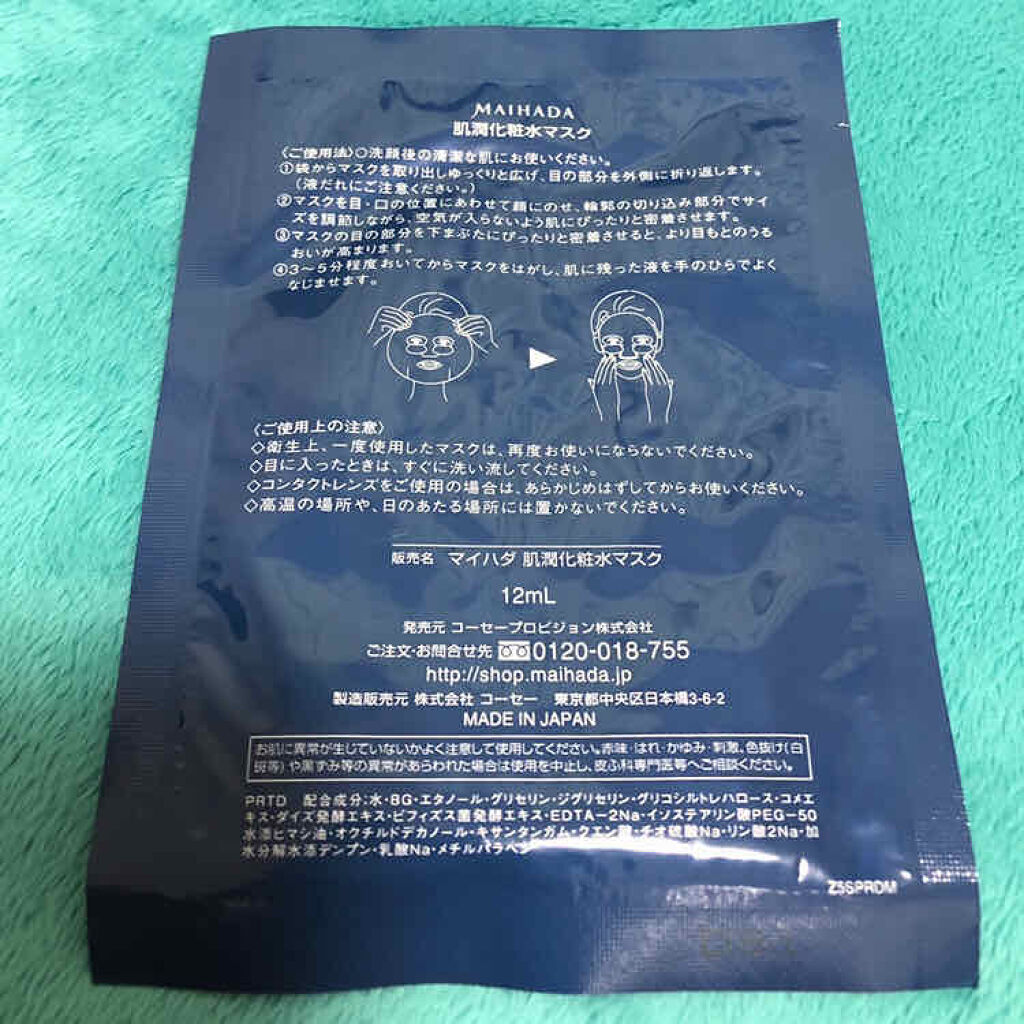 MAIHADA
肌潤化粧水マスク
〈ご使用法〉○洗顔後の清潔な肌にお使いください。
①袋からマスクを取り出しゆっくりと広げ、目の部分を外側に折り返します。
(液だれにご注意ください。)
②マスクを目・口の位置にあわせて顔にのせ、輪郭の切り込み部分でサイ
ズを調節しながら、空気が入らないよう肌にぴったりと密着させます。
③マスクの目の部分を下まぶたにぴったりと密着させると、より目もとのうる
おいが高まります。
④3〜5分程度おいてからマスクをはがし、肌に残った液を手のひらでよく
なじませます。
〈ご使用上の注意〉
◇衛生上、一度使用したマスクは、再度お使いにならないでください。
◇目に入ったときは、すぐに洗い流してください。
◇コンタクトレンズをご使用の場合は、あらかじめはずしてからお使いください。
◇高温の場所や、日のあたる場所には置かないでください。
販売名 マイハダ 肌潤化粧水マスク
12mL
発売元 コーセープロビジョン株式会社
ご注文・お問合せ先 0120-018-755
http://shop.maihada.jp
製造販売元 株式会社 コーセー 東京都中央区日本橋3-6-2
MADE IN JAPAN
お肌に異常が生じていないかよく注意して使用してください。赤味・はれ・かゆみ・刺激、色抜け(白
斑等)や黒ずみ等の異常があらわれた場合は使用を中止し、皮ふ科専門医等へご相談ください。
PRTD 配合成分:水・BG・エタノール・グリセリン・ジグリセリン・グリコシルトレハロース・コメエ
キス・ダイズ発酵エキス・ビフィズス菌発酵エキス・EDTA-2Na・イソステアリン酸PEG-50
水添ヒマシ油・オクチルドデカノール・キサンタンガム・クエン酸・チオ硫酸Na・リン酸2Na・加
水分解水添デンプン・乳酸Na・メチルパラベン
Z5SPRDM